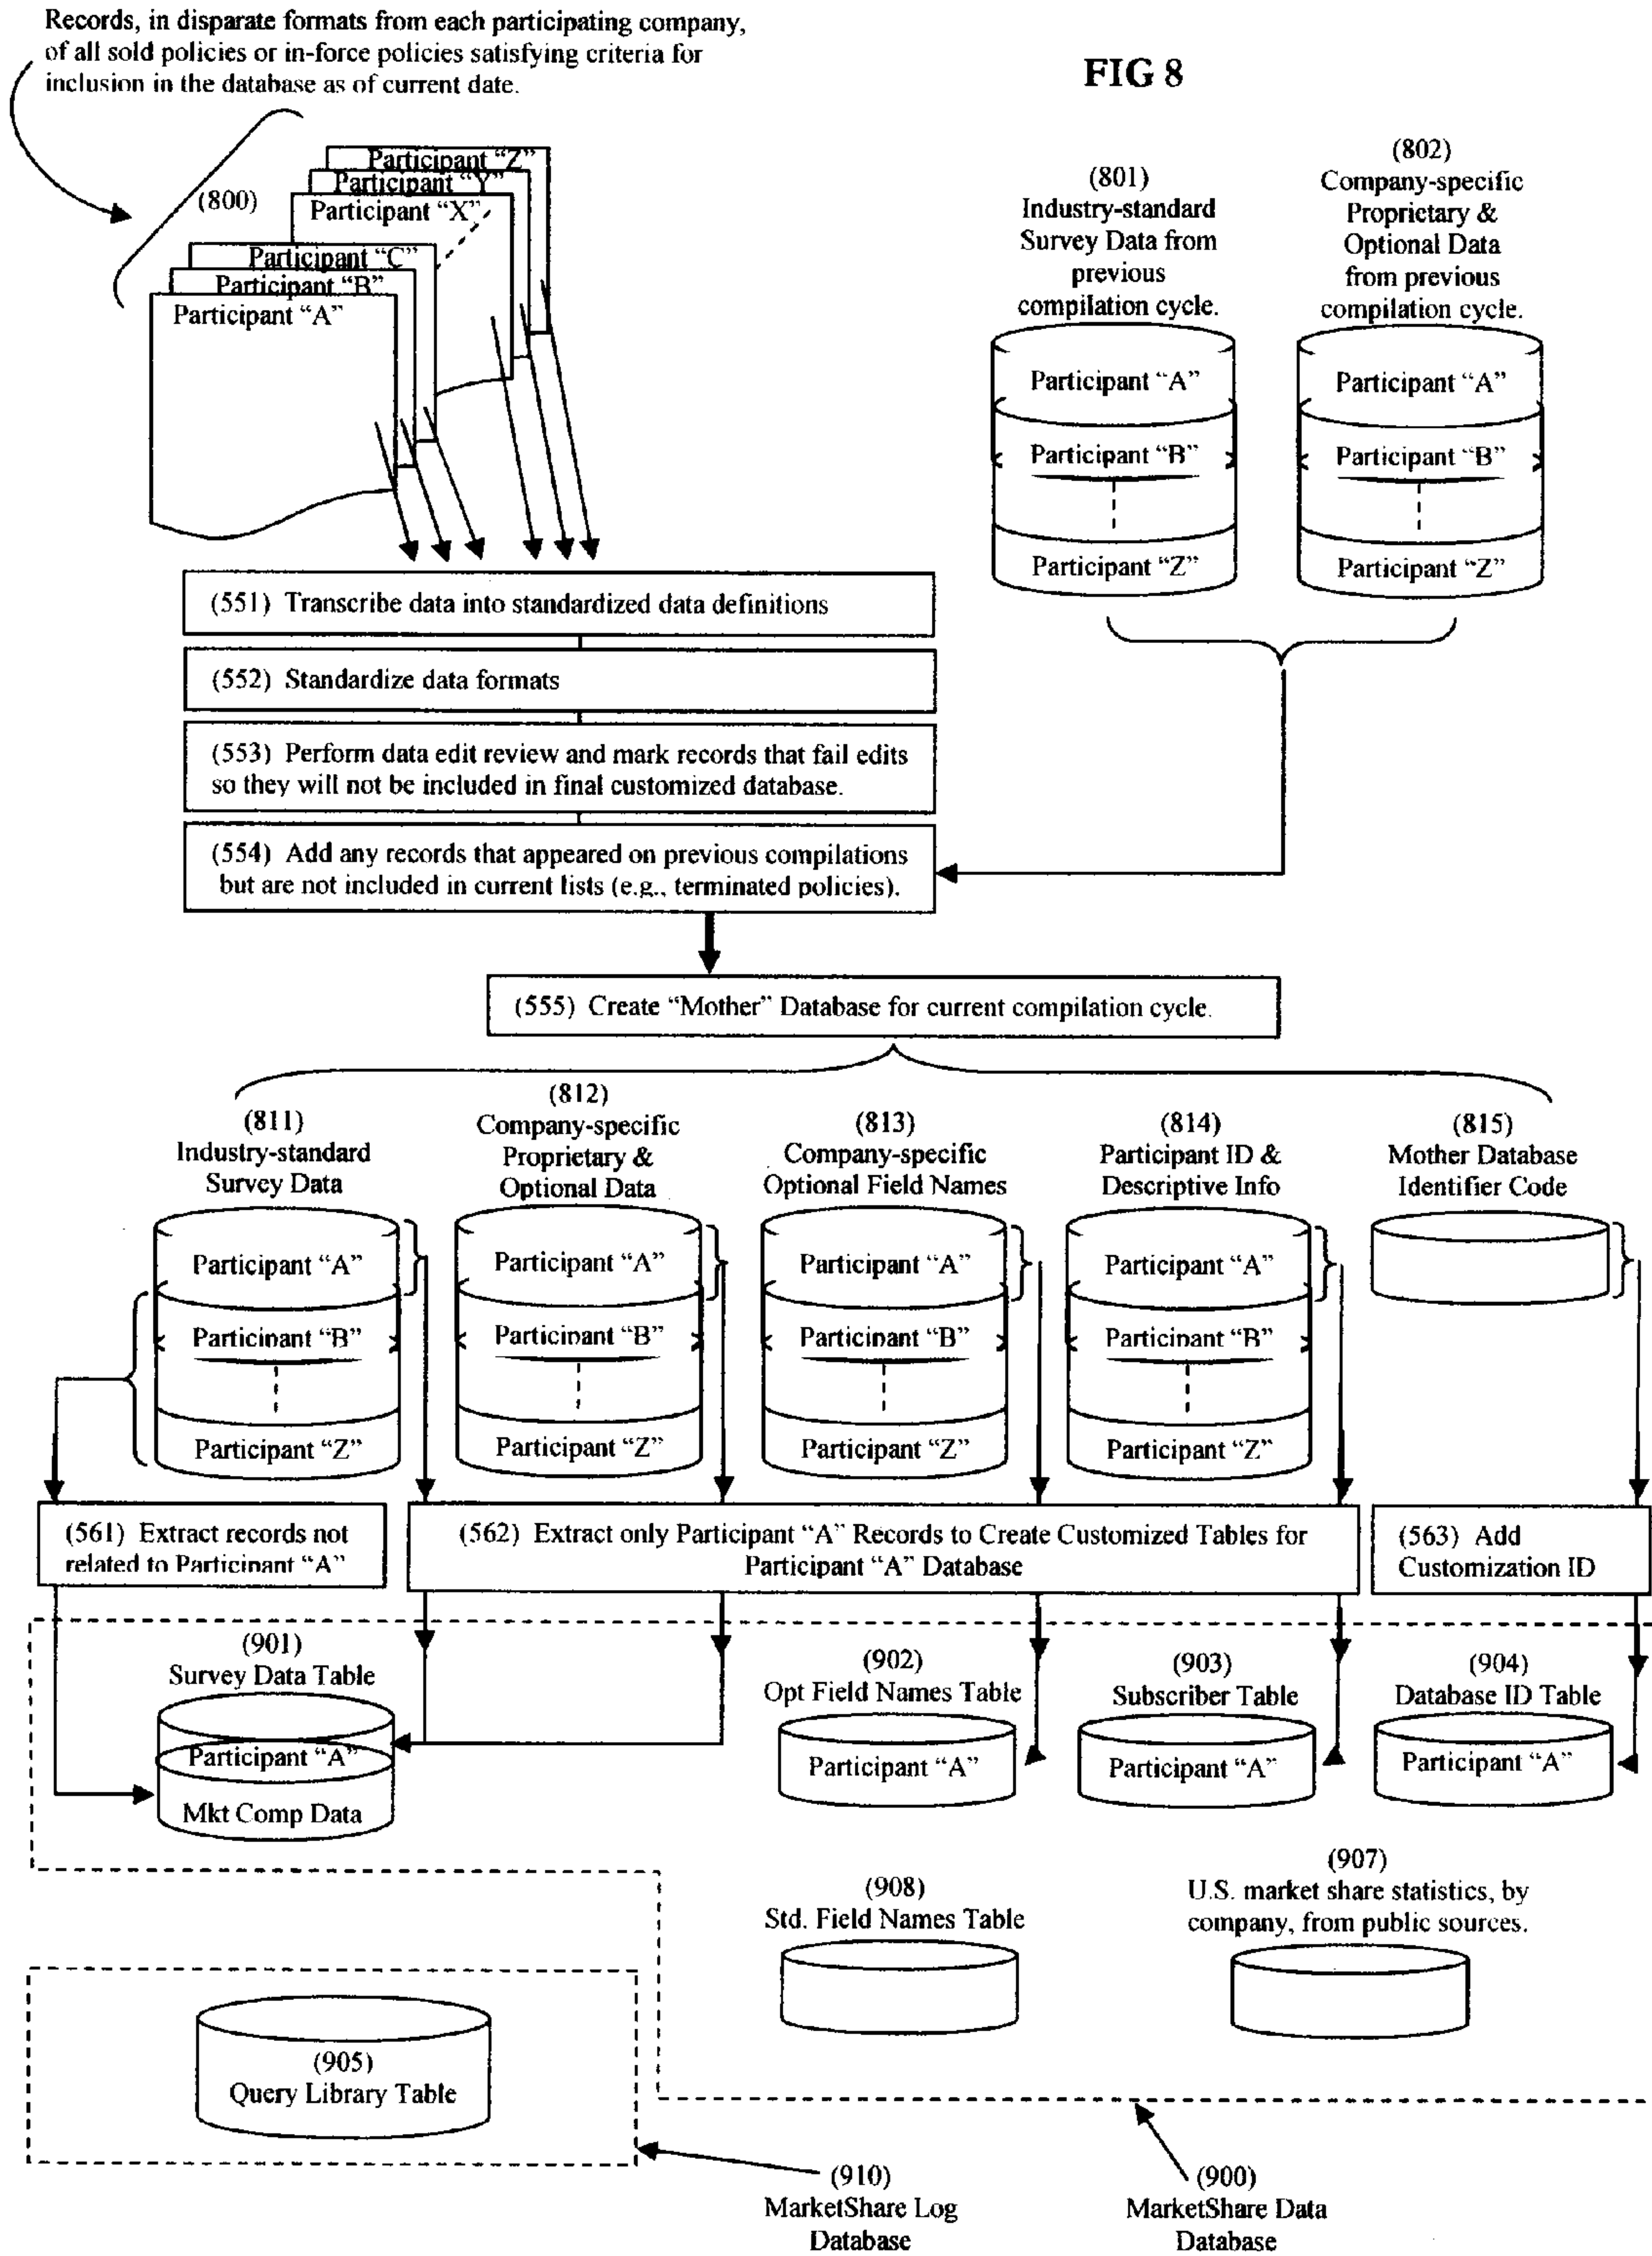 Records, in disparate formats from each participating company,
of all sold policies or in-force policies satisfying criteria for
inclusion in the database as of current date.
FIG 8
(800)
Participant “Z”
Participant “Y”
Participant “X”
Participant “C”
Participant “B”
Participant “A”
(801)
Industry-standard
Survey Data from
previous
compilation cycle.
Participant “A”
Participant “B”
Participant “Z”
(802)
Company-specific
Proprietary &
Optional Data
from previous
compilation cycle.
Participant “A”
Participant “B”
Participant “Z”
(551) Transcribe data into standardized data definitions
(552) Standardize data formats
(553) Perform data edit review and mark records that fail edits
so they will not be included in final customized database.
(554) Add any records that appeared on previous compilations
but are not included in current lists (e.g., terminated policies).
(555) Create “Mother” Database for current compilation cycle.
(811)
Industry-standard
Survey Data
Participant “A”
Participant “B”
Participant “Z”
(812)
Company-specific
Proprietary &
Optional Data
Participant “A”
Participant “B”
Participant “Z”
(813)
Company-specific
Optional Field Names
Participant “A”
Participant “B”
Participant “Z”
(814)
Participant ID &
Descriptive Info
Participant “A”
Participant “B”
Participant “Z”
(815)
Mother Database
Identifier Code
(561) Extract records not
related to Participant “A”
(562) Extract only Participant “A” Records to Create Customized Tables for
Participant “A” Database
(563) Add
Customization ID
(901)
Survey Data Table
Participant “A”
Mkt Comp Data
(902)
Opt Field Names Table
Participant “A”
(903)
Subscriber Table
Participant “A”
(904)
Database ID Table
Participant “A”
(908)
Std. Field Names Table
(907)
U.S. market share statistics, by
company, from public sources.
(905)
Query Library Table
(910)
MarketShare Log
Database
(900)
MarketShare Data
Database